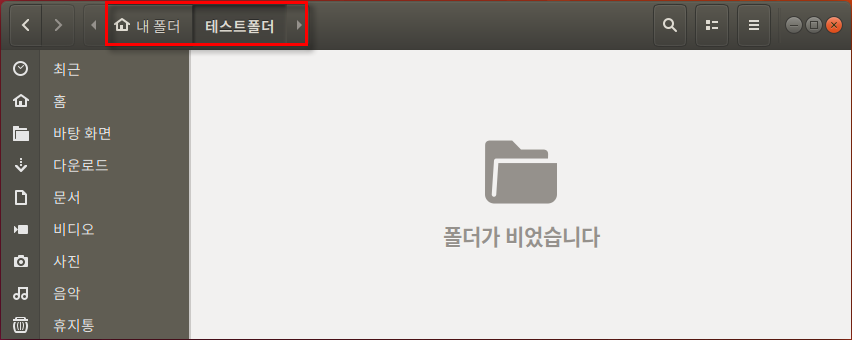 내 폴더 테스트폴더
최근
홈
바탕 화면
다운로드
문서
비디오
사진
음악
휴지통
폴더가 비었습니다